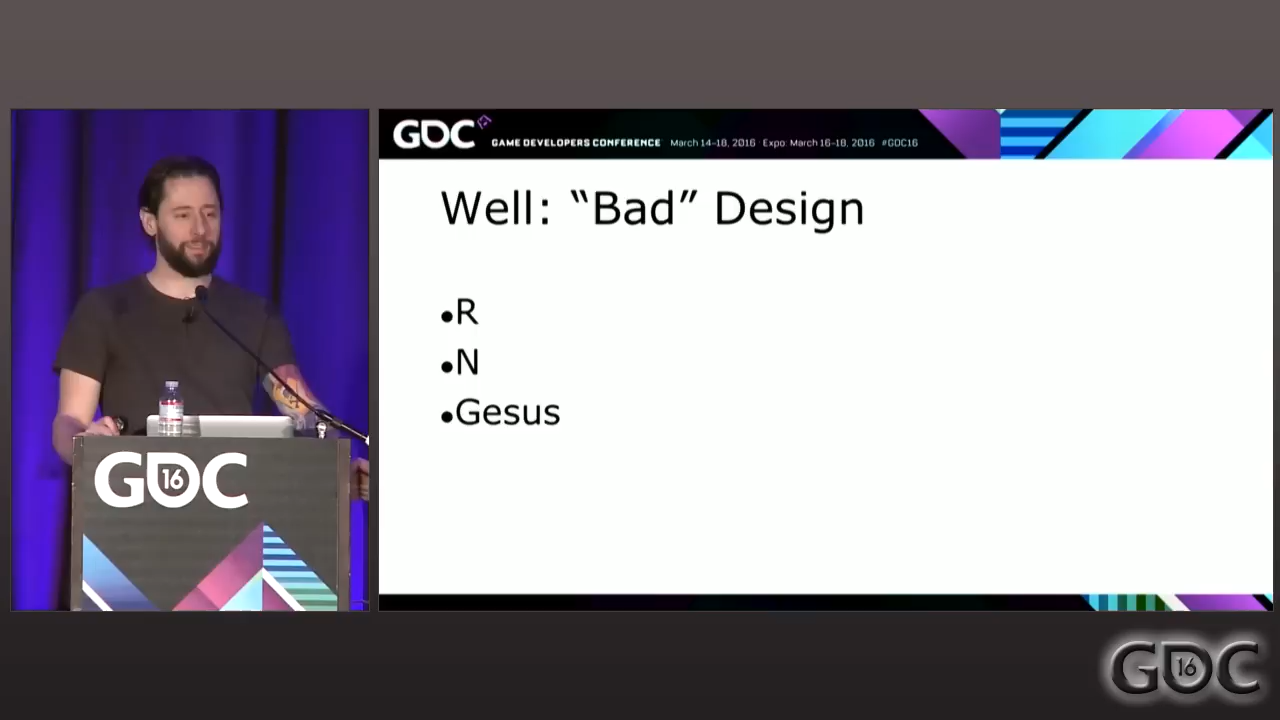 GDC
GAME DEVELOPERS CONFERENCE March 14-18, 2016 · Expo: March 16-18, 2016 #GDC16
Well: “Bad” Design
•R
•N
•Gesus
GDC
16
GDC
16